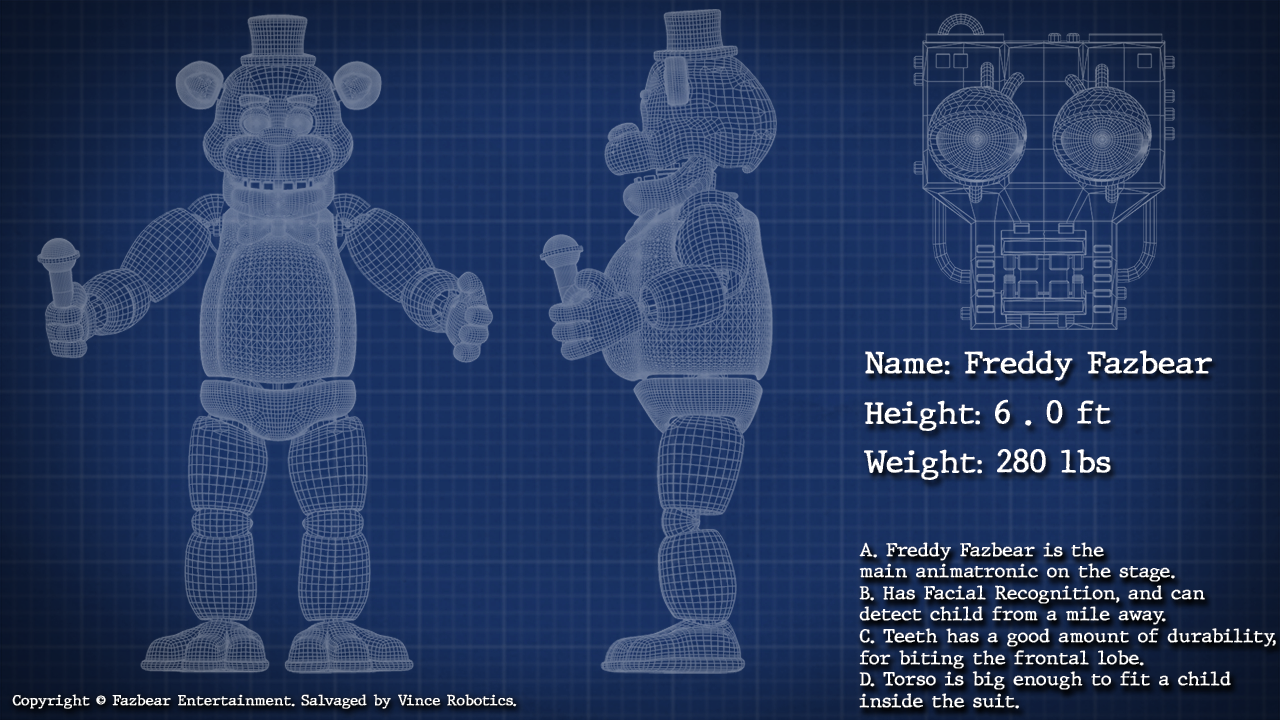 Name: Freddy Fazbear
Height: 6 . 0 ft
Weight: 280 lbs
A. Freddy Fazbear is the
main animatronic on the stage.
B. Has Facial Recognition, and can
detect child from a mile away.
C. Teeth has a good amount of durability,
for biting the frontal lobe.
D. Torso is big enough to fit a child
inside the suit.
Copyright © Fazbear Entertainment. Salvaged by Vince Robotics.